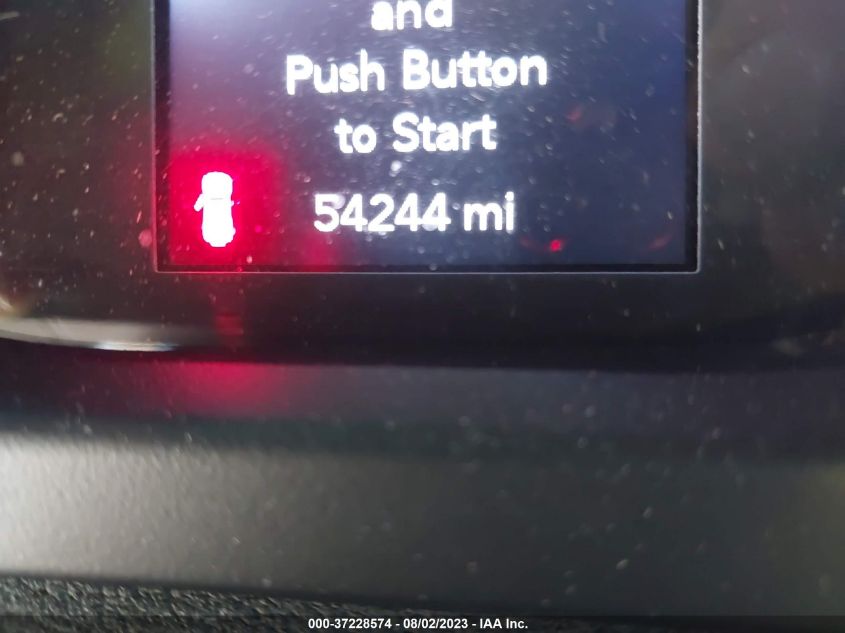 and
Push Button
to Start
54244 mi
000-37228574 - 08/02/2023 - IAA Inc.